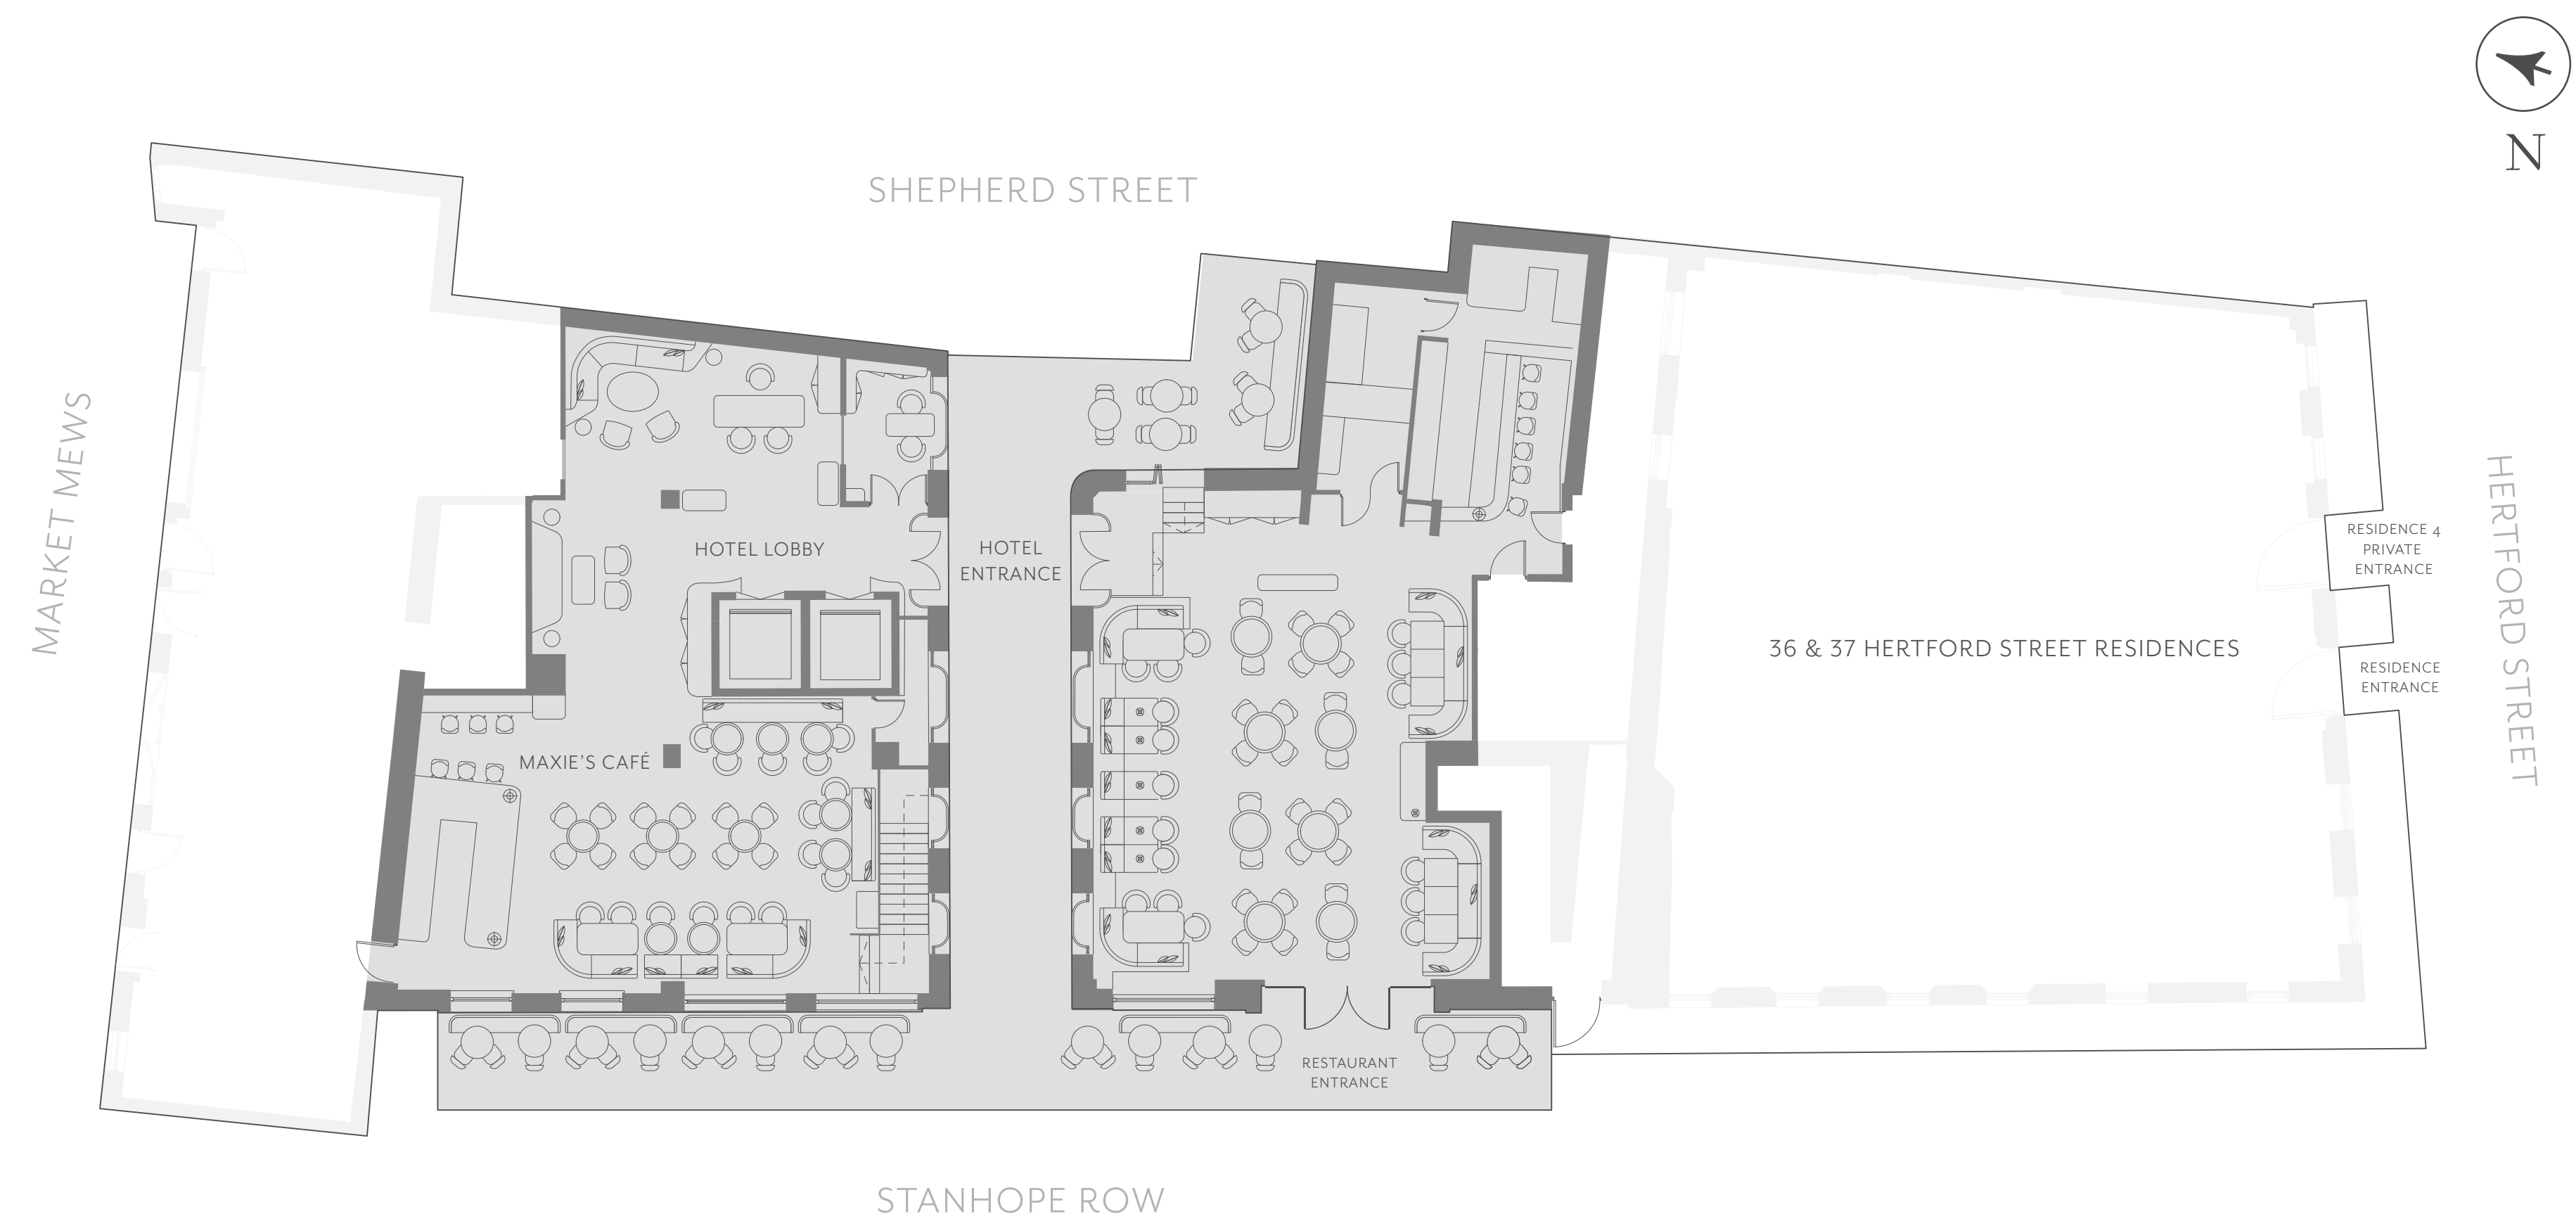 N
SHEPHERD STREET
MARKET MEWS
HOTEL LOBBY
HOTEL
ENTRANCE
MAXIE'S CAFÉ
36 & 37 HERTFORD STREET RESIDENCES
RESIDENCE 4
PRIVATE
ENTRANCE
RESIDENCE
ENTRANCE
HERTFORD STREET
RESTAURANT
ENTRANCE
STANHOPE ROW